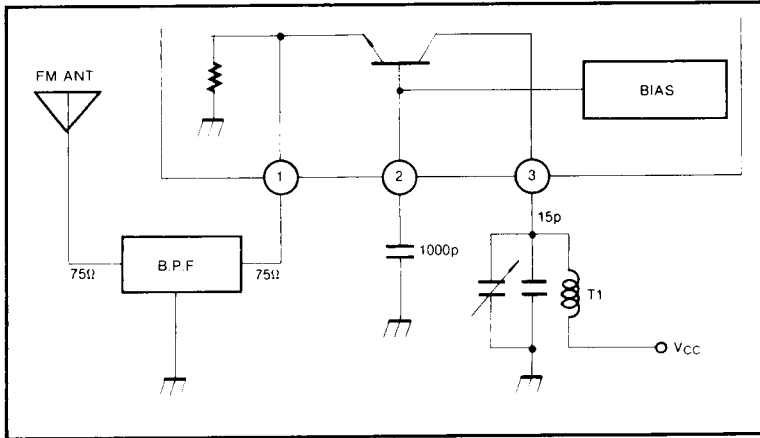 FM ANT
BIAS
1
2
3
15p
1000p
75Ω
B.P.F
75Ω
T1
VCC